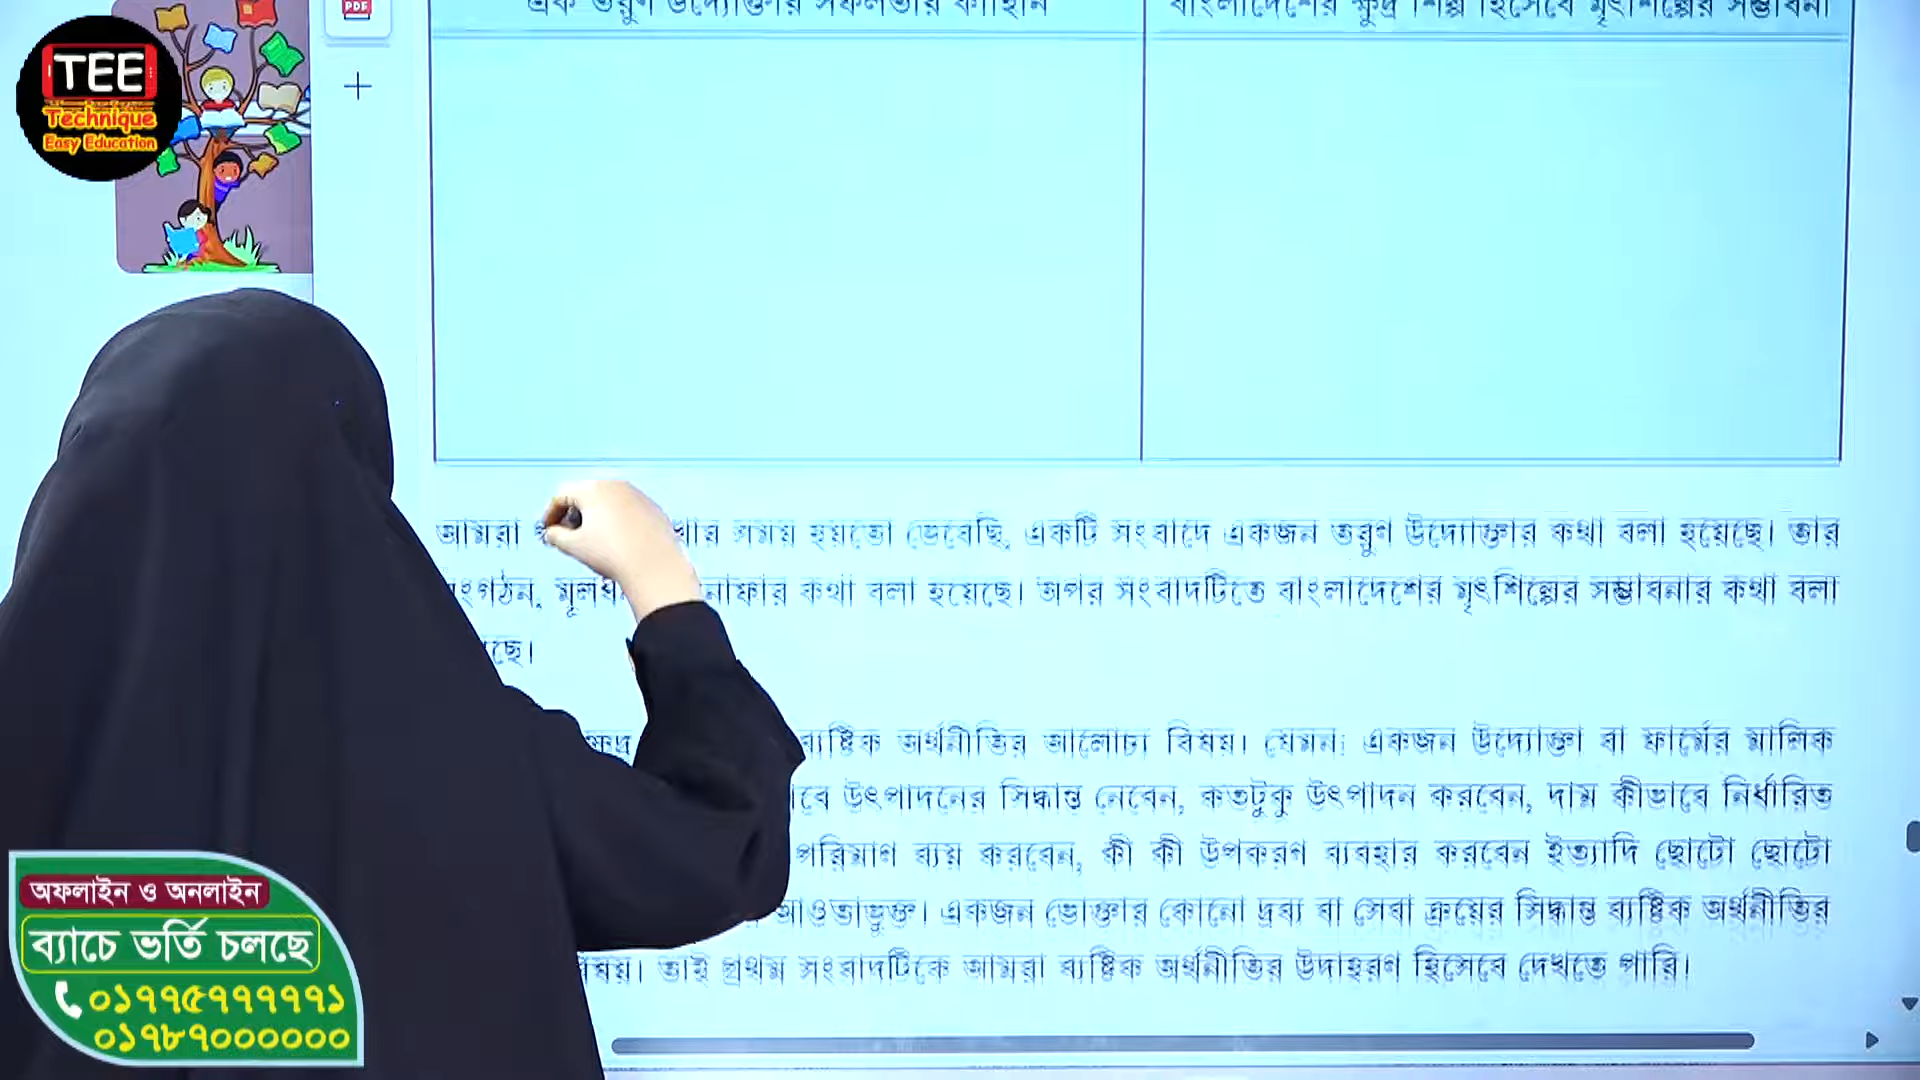 TEE
Technique
Easy Education
PDF
এক তরুণ উদ্যোক্তার সফলতার কাহিনি
বাংলাদেশের ক্ষুদ্র শিল্প হিসেবে মৃৎশিল্পের সম্ভাবনা
আমরা সময় হয়তো ভেবেছি, একটি সংবাদে একজন তরুণ উদ্যোক্তার কথা বলা হয়েছে। তার
কথা বলা হয়েছে। অপর সংবাদটিতে বাংলাদেশের মৃৎশিল্পের সম্ভাবনার কথা বলা
ক্ষুদ্র ব্যষ্টিক অর্থনীতির আলোচ্য বিষয়। যেমন: একজন উদ্যোক্তা বা ফার্মের মালিক
উৎপাদনের সিদ্ধান্ত নেবেন, কতটুকু উৎপাদন করবেন, দাম কীভাবে নির্ধারিত
পরিমাণ ব্যয় করবেন, কী কী উপকরণ ব্যবহার করবেন ইত্যাদি ছোটো ছোটো
আওতাভুক্ত। একজন ভোক্তার কোনো দ্রব্য বা সেবা ক্রয়ের সিদ্ধান্ত ব্যষ্টিক অর্থনীতির
তাই প্রথম সংবাদটিকে আমরা ব্যষ্টিক অর্থনীতির উদাহরণ হিসেবে দেখতে পারি।
অফলাইন ও অনলাইন
ব্যাচে ভর্তি চলছে
০১৭৭৫৭৭৭৭৭১
০১৭৮৭০০০০০০